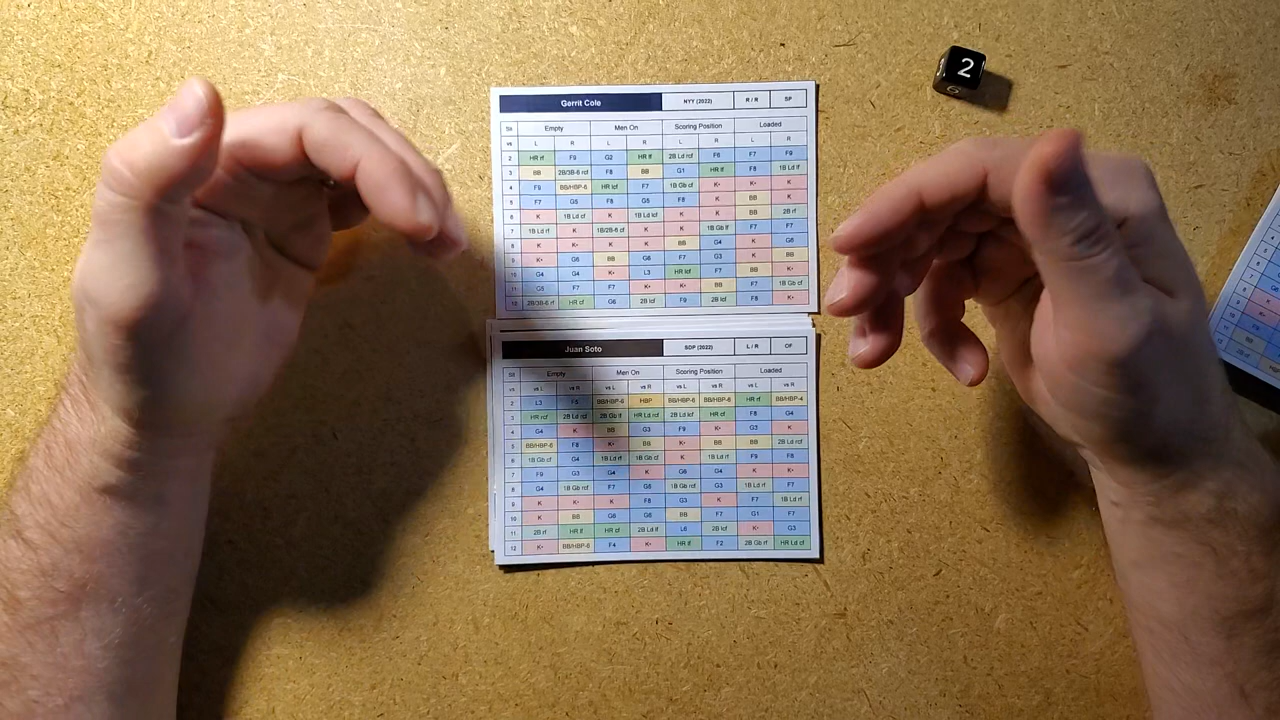 2
6
Gerrit Cole NYY (2022) R / R SP
Sit Empty Men On Scoring Position Loaded
vs L R L R L R L R
2 HR rf F9 G2 HR lf 2B Ld rcf F6 F7 F9
3 BB 2B/3B-6 rcf F8 BB G1 HR lf F8 1B Ld lf
4 F9 BB/HBP-6 HR lcf F7 1B Gb cf K• K• K
5 F7 G5 F8 G5 F8 K BB K
6 K 1B Ld cf K 1B Ld lcf K K BB 2B rf
7 1B Ld rf K 1B/2B-6 cf K K 1B Gb lf F7 F7
8 K K• K K BB G4 K G6
9 K• G6 BB G6 F7 G3 F7 BB
10 G4 G4 K• L3 HR lcf F7 BB K•
11 G5 F7 F7 K• K• BB F7 1B Gb cf
12 2B/3B-6 rf HR cf G6 2B lcf F9 2B lcf F8 K•
Juan Soto SDP (2022) L / R OF
Sit Empty Men On Scoring Position Loaded
vs vs L vs R vs L vs R vs L vs R vs L vs R
2 L3 F5 BB/HBP-6 HBP BB/HBP-6 BB/HBP-6 HR rf BB/HBP-4
3 HR rcf 2B Ld rcf 2B Gb lf HR Ld rcf 2B Ld lcf HR cf F8 G4
4 G4 K BB G3 F9 K G3 K
5 BB/HBP-6 F8 K• BB K• BB BB 2B Ld rcf
6 1B Gb cf G4 1B Ld rf 1B Gb cf K 1B Ld rf F9 F8
7 F9 G3 G4 K G6 G4 K K•
8 G4 1B Gb rcf F7 G5 1B Gb rcf G3 1B Ld rf F7
9 K K• K F8 G3 K F7 1B Ld rf
10 K BB G6 G6 BB F7 G1 F7
11 2B rf HR lf HR cf 2B Ld lf L6 2B lcf K• G3
12 K• BB/HBP-6 F4 K• HR lf F2 2B Gb rf HR Ld cf